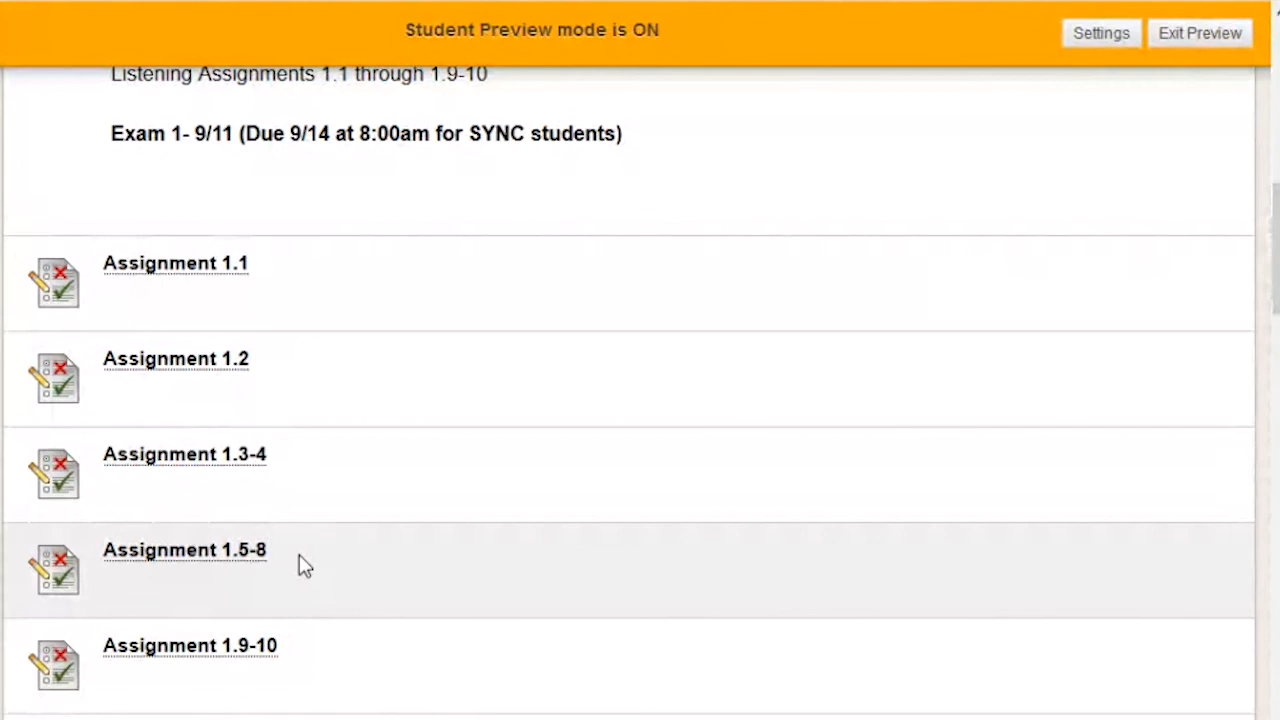 Student Preview mode is ON
Settings
Exit Preview
Listening Assignments 1.1 through 1.9-10
Exam 1- 9/11 (Due 9/14 at 8:00am for SYNC students)
Assignment 1.1
Assignment 1.2
Assignment 1.3-4
Assignment 1.5-8
Assignment 1.9-10